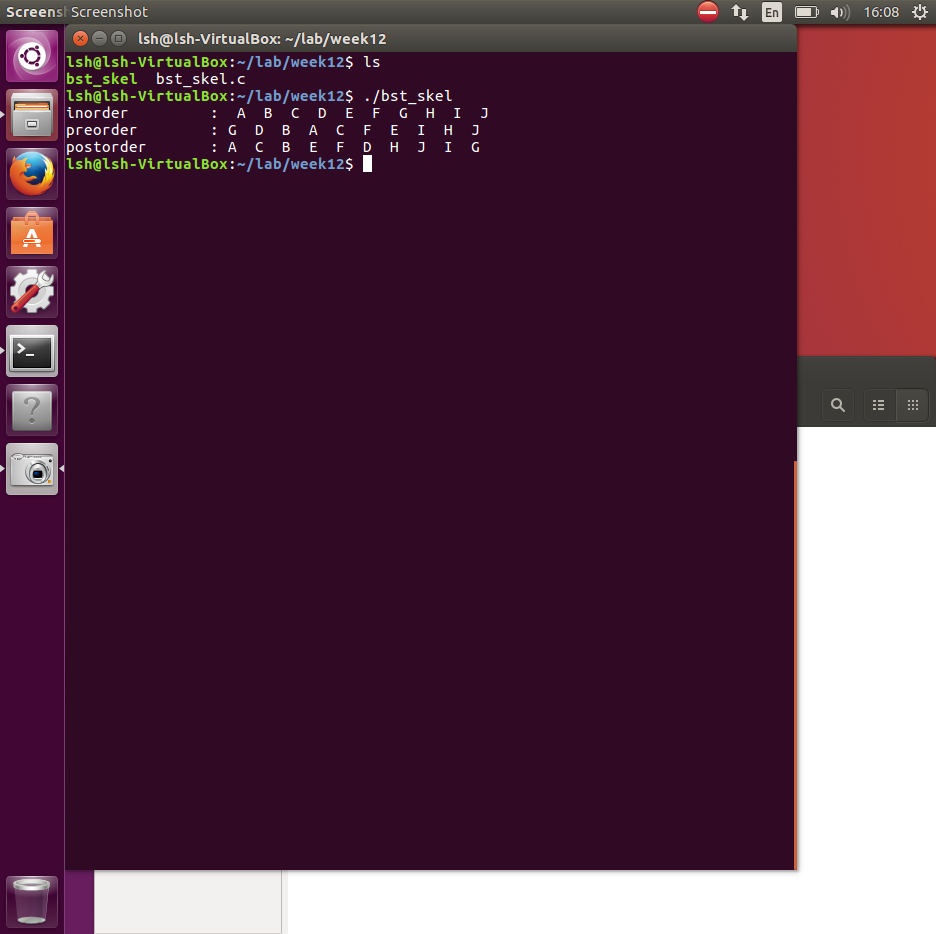 Screens Screenshot
En
16:08
lsh@lsh-VirtualBox: ~/lab/week12
lsh@lsh-VirtualBox:~/lab/week12$ ls
bst_skel  bst_skel.c
lsh@lsh-VirtualBox:~/lab/week12$ ./bst_skel
inorder         :  A  B  C  D  E  F  G  H  I  J
preorder        : G  D  B  A  C  F  E  I  H  J
postorder       : A  C  B  E  F  D  H  J  I  G
lsh@lsh-VirtualBox:~/lab/week12$